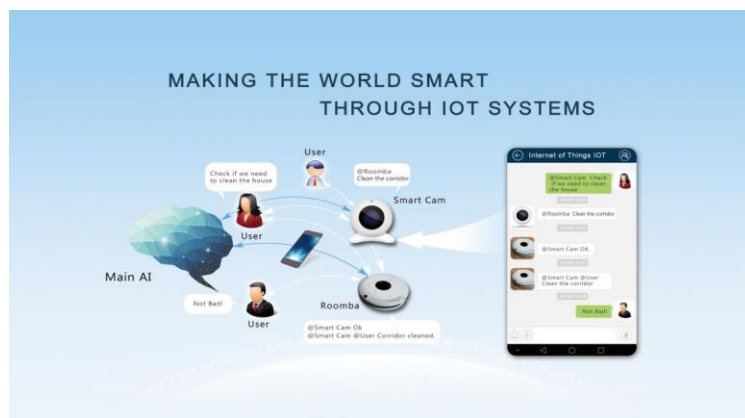 MAKING THE WORLD SMART
THROUGH IOT SYSTEMS
User
Check if we need
to clean the house
@Roomba
Clean the corridor
Smart Cam
User
Main AI
Not Bad!
User
Roomba
@Smart Cam Ok
@Smart Cam @User Corridor cleaned.
Internet of Things IOT
@Smart Cam Check
if we need to clean
the house
@Roomba Clean the corridor
@Smart Cam OK.
@Smart Cam @User
Clean the corridor
Not Bad!